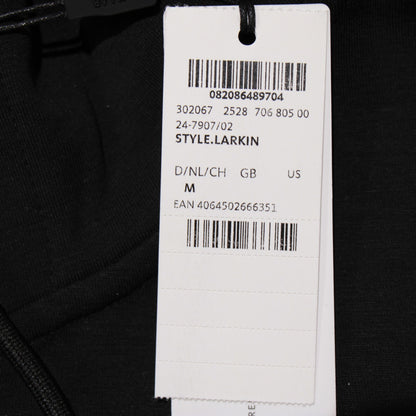 082086489704
302067 2528 706 805 00
24-7907/02
STYLE.LARKIN
D/NL/CH GB US
M
EAN 4064502666351